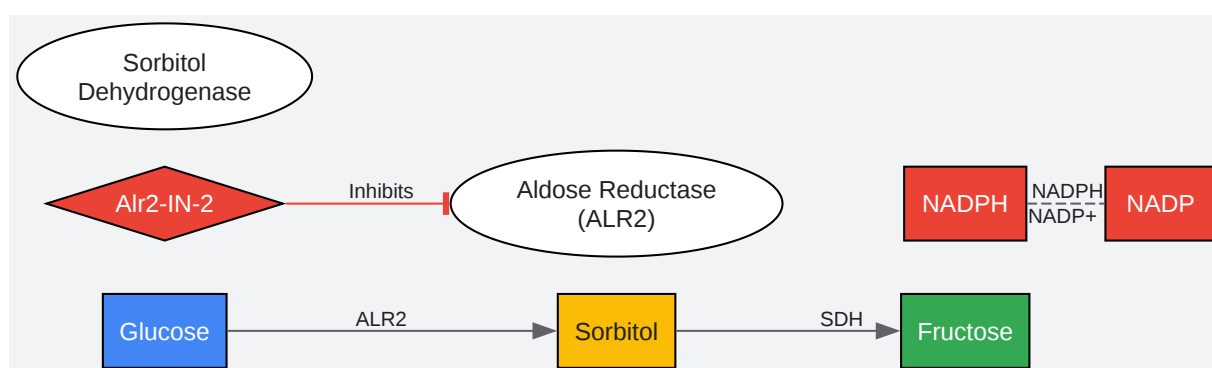 Sorbitol
Dehydrogenase
Alr2-IN-2
Inhibits
Aldose Reductase
(ALR2)
NADPH
NADPH
NADP+
NADP
Glucose
ALR2
Sorbitol
SDH
Fructose